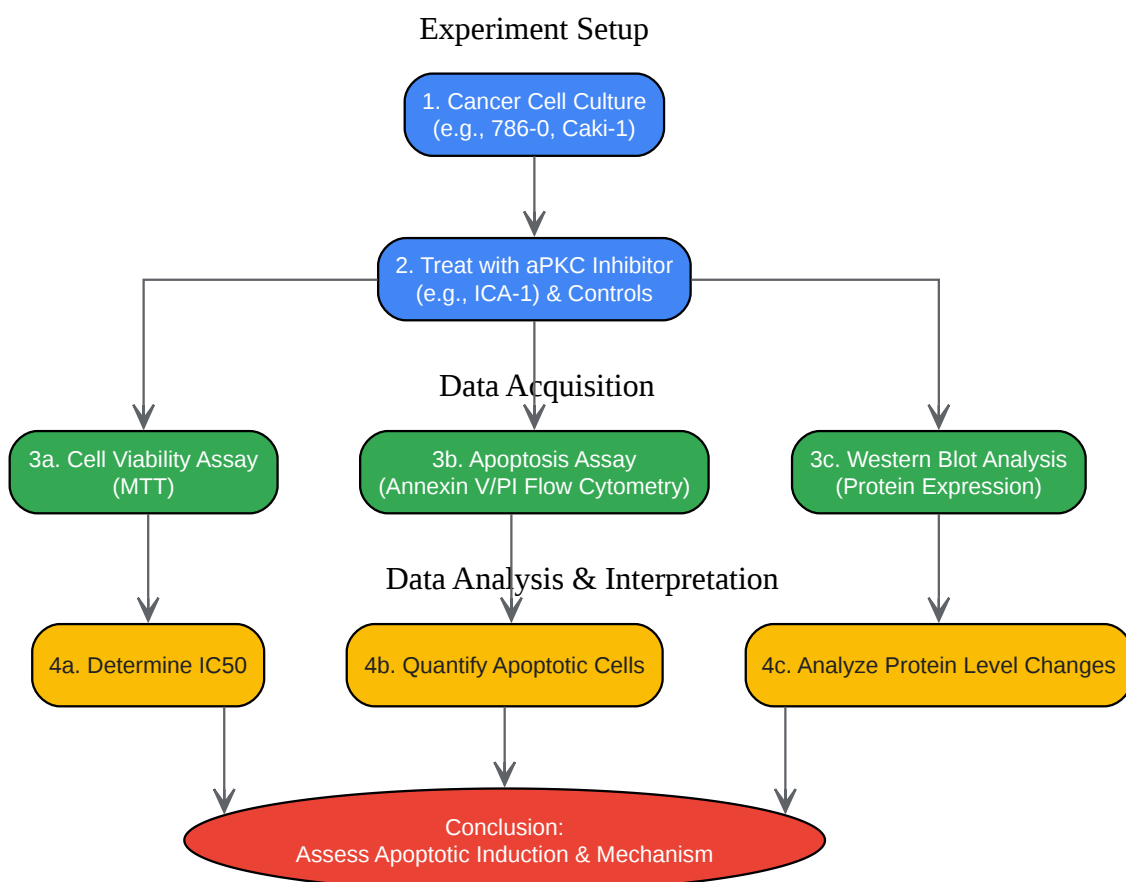 Experiment Setup
1. Cancer Cell Culture
(e.g., 786-0, Caki-1)
2. Treat with aPKC Inhibitor
(e.g., ICA-1) & Controls
Data Acquisition
3a. Cell Viability Assay
(MTT)
3b. Apoptosis Assay
(Annexin V/PI Flow Cytometry)
3c. Western Blot Analysis
(Protein Expression)
Data Analysis & Interpretation
4a. Determine IC50
4b. Quantify Apoptotic Cells
4c. Analyze Protein Level Changes
Conclusion:
Assess Apoptotic Induction & Mechanism